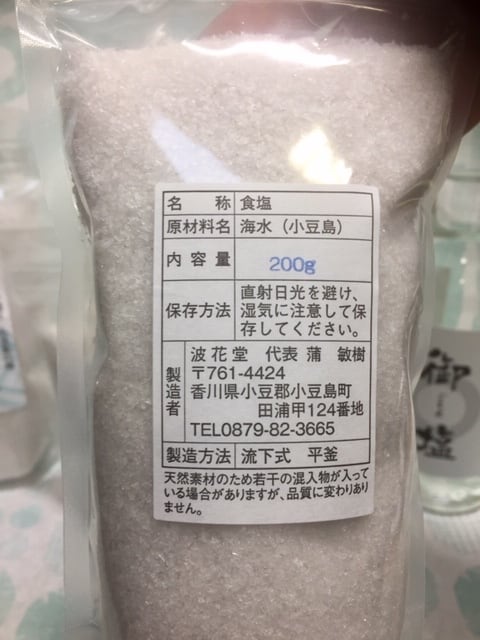 名 称 食塩
原材料名 海水（小豆島）
内容量 200g
保存方法 直射日光を避け、
湿気に注意して保
存してください。
製造者 波花堂 代表 蒲 敏樹
〒761-4424
香川県小豆郡小豆島町
田浦甲124番地
TEL0879-82-3665
製造方法 流下式 平釜
天然素材のため若干の混入物が入って
いる場合がありますが、品質に変わりあり
ません。
御塩